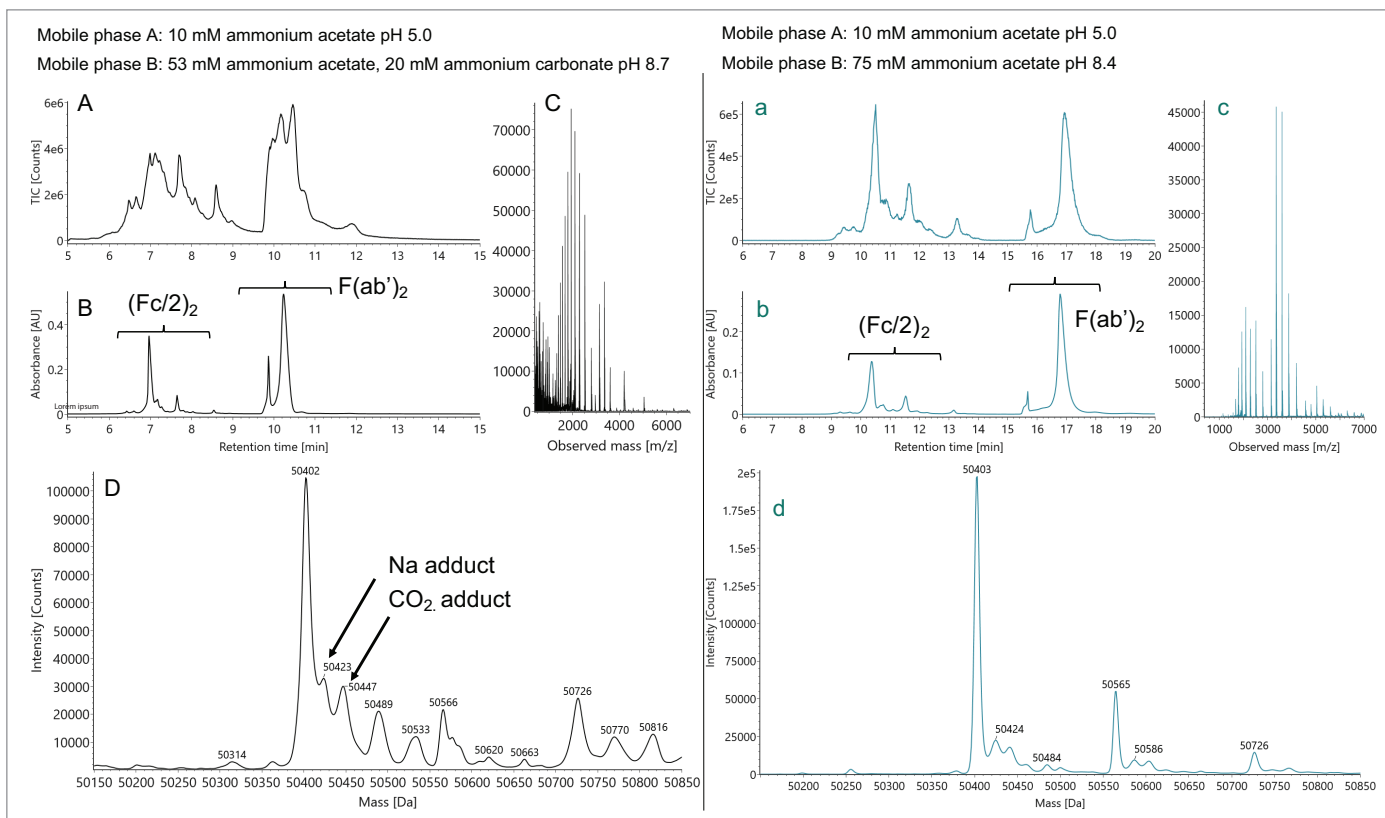 Mobile phase A: 10 mM ammonium acetate pH 5.0
Mobile phase B: 53 mM ammonium acetate, 20 mM ammonium carbonate pH 8.7
A
TIC [Counts]
6e6
4e6
2e6
0
5 6 7 8 9 10 11 12 13 14 15
B
(Fc/2)2
F(ab’)2
Absorbance [AU]
0.4
0.2
0
Lorem ipsum
5 6 7 8 9 10 11 12 13 14 15
Retention time [min]
C
70000
60000
50000
40000
30000
20000
10000
0
2000 4000 6000
Observed mass [m/z]
D
Intensity [Counts]
100000
90000
80000
70000
60000
50000
40000
30000
20000
10000
50402
Na adduct
CO2. adduct
50423
50447
50489
50533
50566
50620
50663
50726
50770
50816
50314
50150 50200 50250 50300 50350 50400 50450 50500 50550 50600 50650 50700 50750 50800 50850
Mass [Da]
Mobile phase A: 10 mM ammonium acetate pH 5.0
Mobile phase B: 75 mM ammonium acetate pH 8.4
a
TIC [Counts]
6e5
4e5
2e5
0
6 7 8 9 10 11 12 13 14 15 16 17 18 19 20
b
(Fc/2)2
F(ab’)2
Absorbance [AU]
0.2
0.1
0
6 7 8 9 10 11 12 13 14 15 16 17 18 19 20
Retention time [min]
c
45000
40000
35000
30000
25000
20000
15000
10000
5000
0
1000 3000 5000 7000
Observed mass [m/z]
d
Intensity [Counts]
2e5
1.75e5
1.5e5
1.25e5
100000
75000
50000
25000
0
50403
50424
50484
50565
50586
50726
50200 50250 50300 50350 50400 50450 50500 50550 50600 50650 50700 50750 50800 50850
Mass [Da]